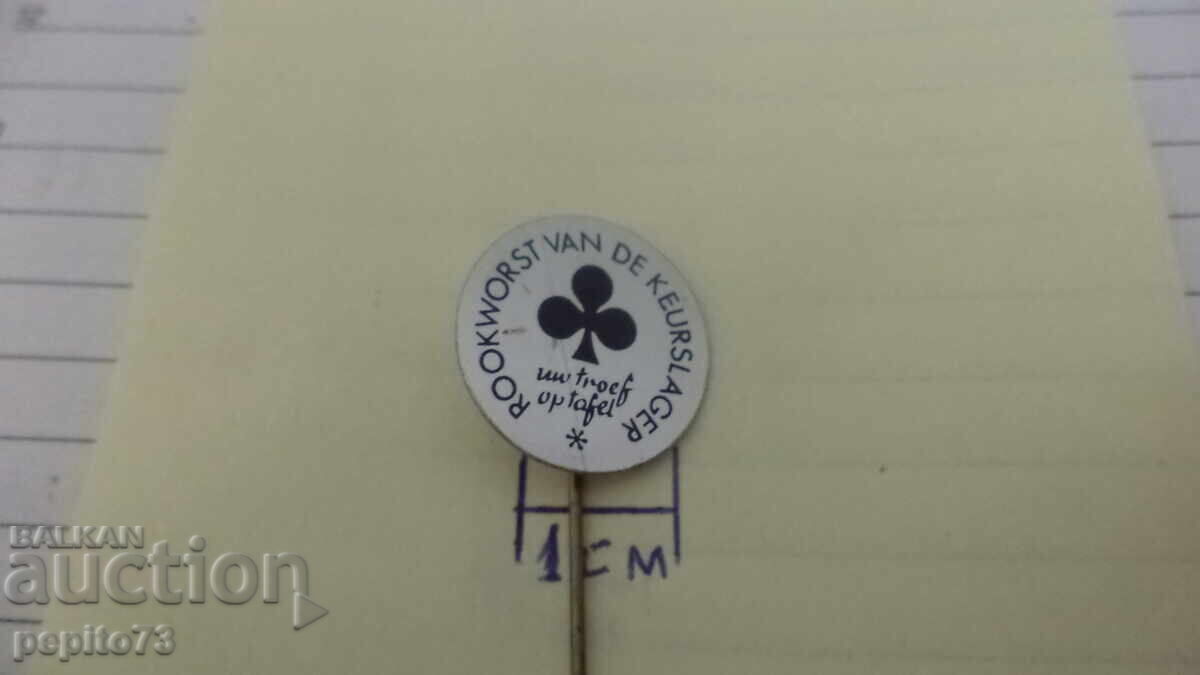 ROOKWORST VAN DE KEURSLAGER *
uw troef
op tafel
1 CM
BALKAN
auction
pepito73